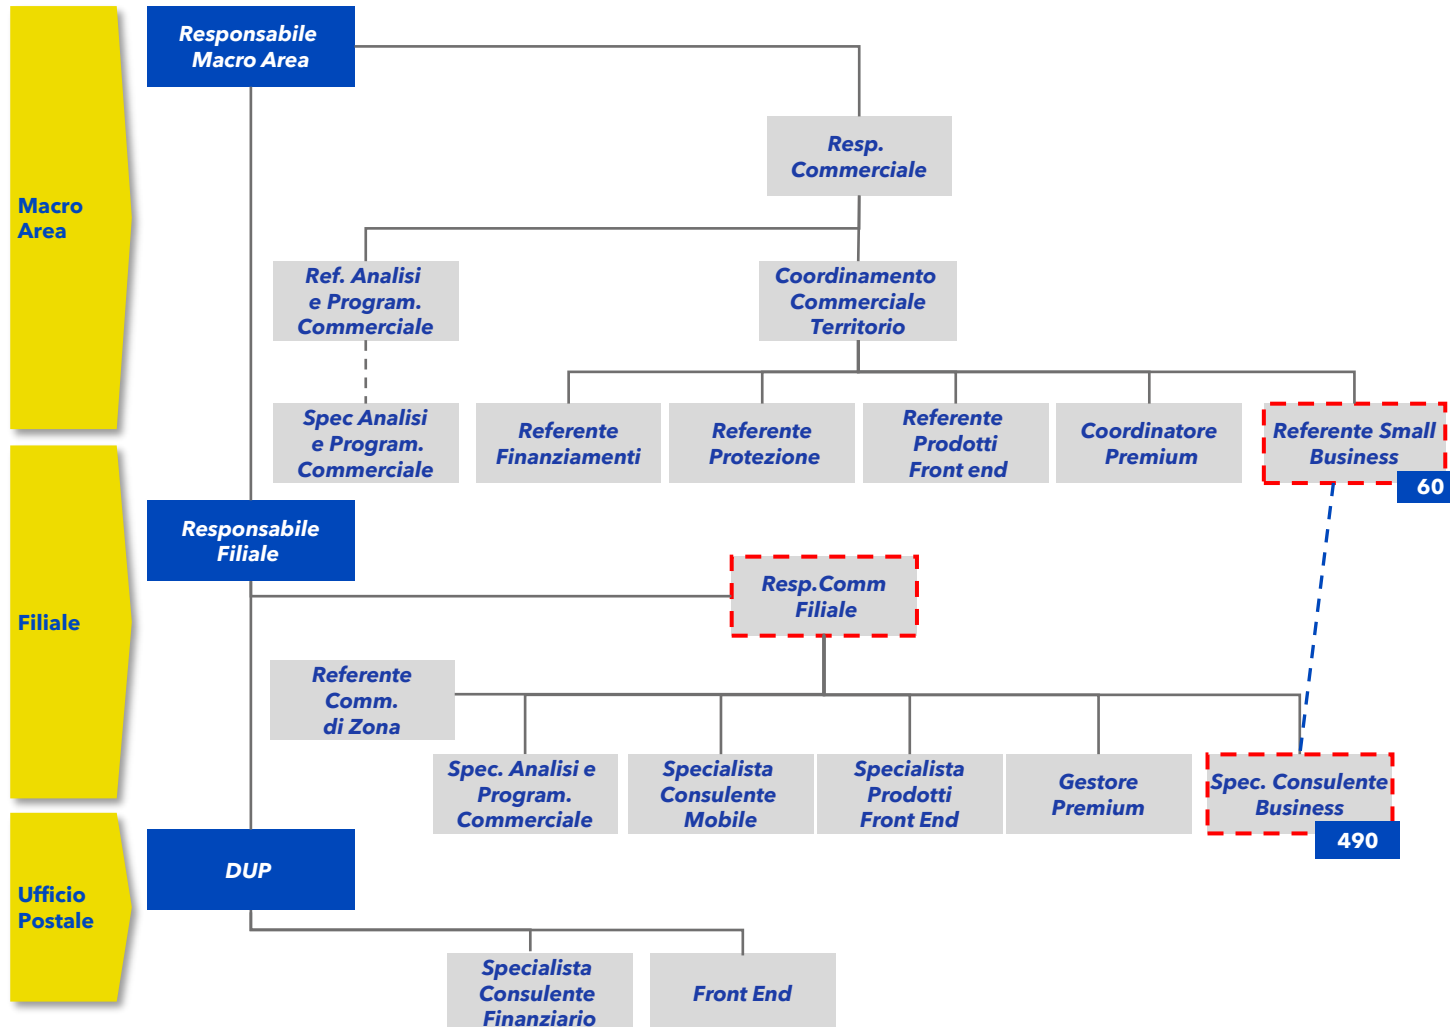 Responsabile
Macro Area
Resp.
Commerciale
Macro
Area
Ref. Analisi
e Program.
Commerciale
Coordinamento
Commerciale
Territorio
Spec Analisi
e Program.
Commerciale
Referente
Finanziamenti
Referente
Protezione
Referente
Prodotti
Front end
Coordinatore
Premium
Referente Small
Business
60
Responsabile
Filiale
Resp.Comm
Filiale
Filiale
Referente
Comm.
di Zona
Spec. Analisi e
Program.
Commerciale
Specialista
Consulente
Mobile
Specialista
Prodotti
Front End
Gestore
Premium
Spec. Consulente
Business
490
DUP
Ufficio
Postale
Specialista
Consulente
Finanziario
Front End